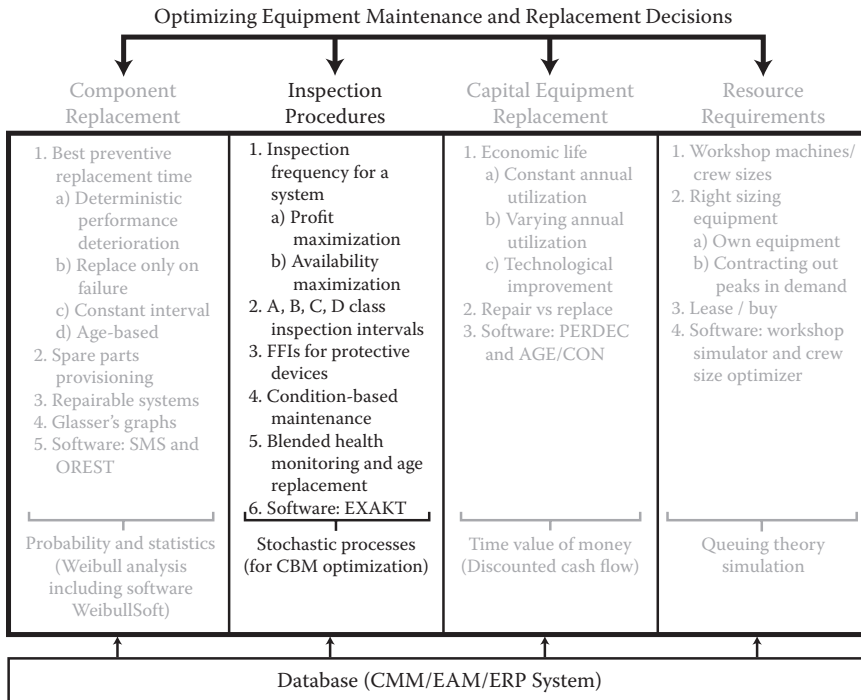 Optimizing Equipment Maintenance and Replacement Decisions
Component
Replacement
1. Best preventive
replacement time
a) Deterministic
performance
deterioration
b) Replace only on
failure
c) Constant interval
d) Age-based
2. Spare parts
provisioning
3. Repairable systems
4. Glasser's graphs
5. Software: SMS and
OREST
Probability and statistics
(Weibull analysis
including software
WeibullSoft)
Inspection
Procedures
1. Inspection
frequency for a
system
a) Profit
maximization
b) Availability
maximization
2. A, B, C, D class
inspection intervals
3. FFIs for protective
devices
4. Condition-based
maintenance
5. Blended health
monitoring and age
replacement
6. Software: EXAKT
Stochastic processes
(for CBM optimization)
Capital Equipment
Replacement
1. Economic life
a) Constant annual
utilization
b) Varying annual
utilization
c) Technological
improvement
2. Repair vs replace
3. Software: PERDEC
and AGE/CON
Time value of money
(Discounted cash flow)
Resource
Requirements
1. Workshop machines/
crew sizes
2. Right sizing
equipment
a) Own equipment
b) Contracting out
peaks in demand
3. Lease / buy
4. Software: workshop
simulator and crew
size optimizer
Queuing theory
simulation
Database (CMM/EAM/ERP System)